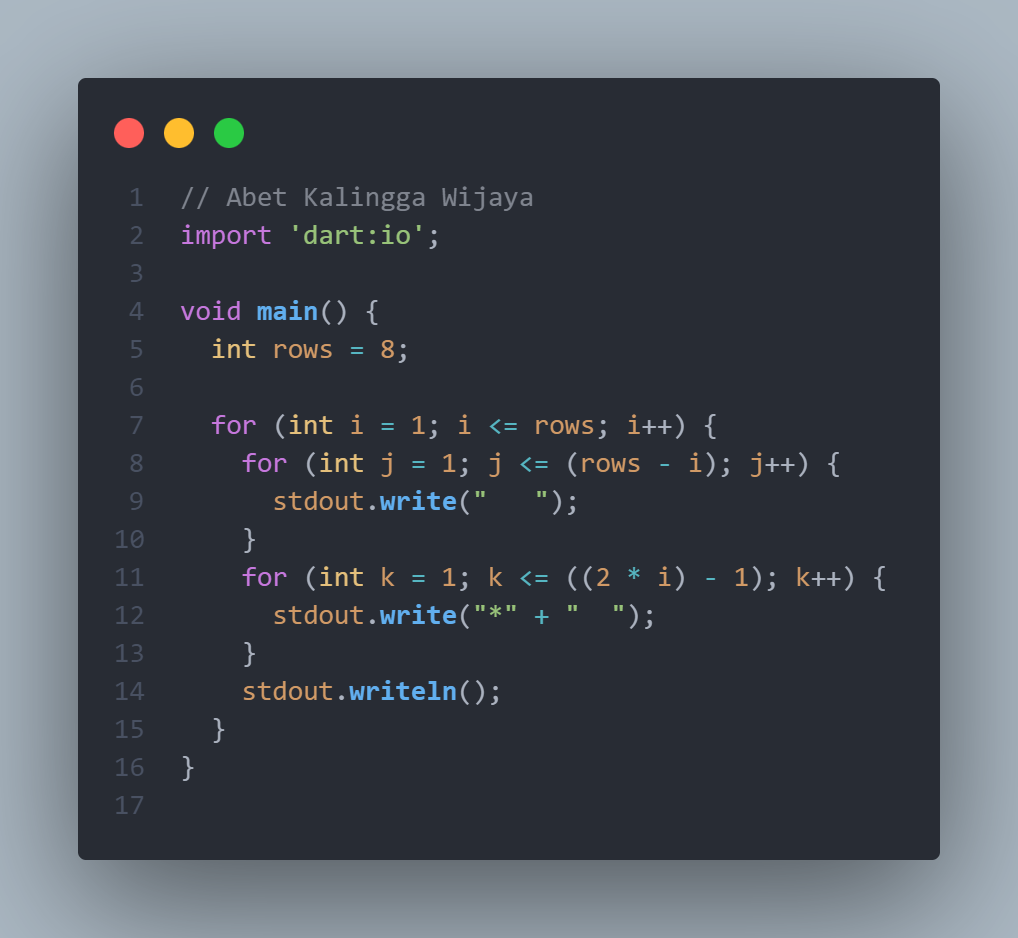 1 // Abet Kalingga Wijaya
2 import 'dart:io';
3
4 void main() {
5   int rows = 8;
6
7   for (int i = 1; i <= rows; i++) {
8     for (int j = 1; j <= (rows - i); j++) {
9       stdout.write("   ");
10     }
11     for (int k = 1; k <= ((2 * i) - 1); k++) {
12       stdout.write("*" + "  ");
13     }
14     stdout.writeln();
15   }
16 }
17